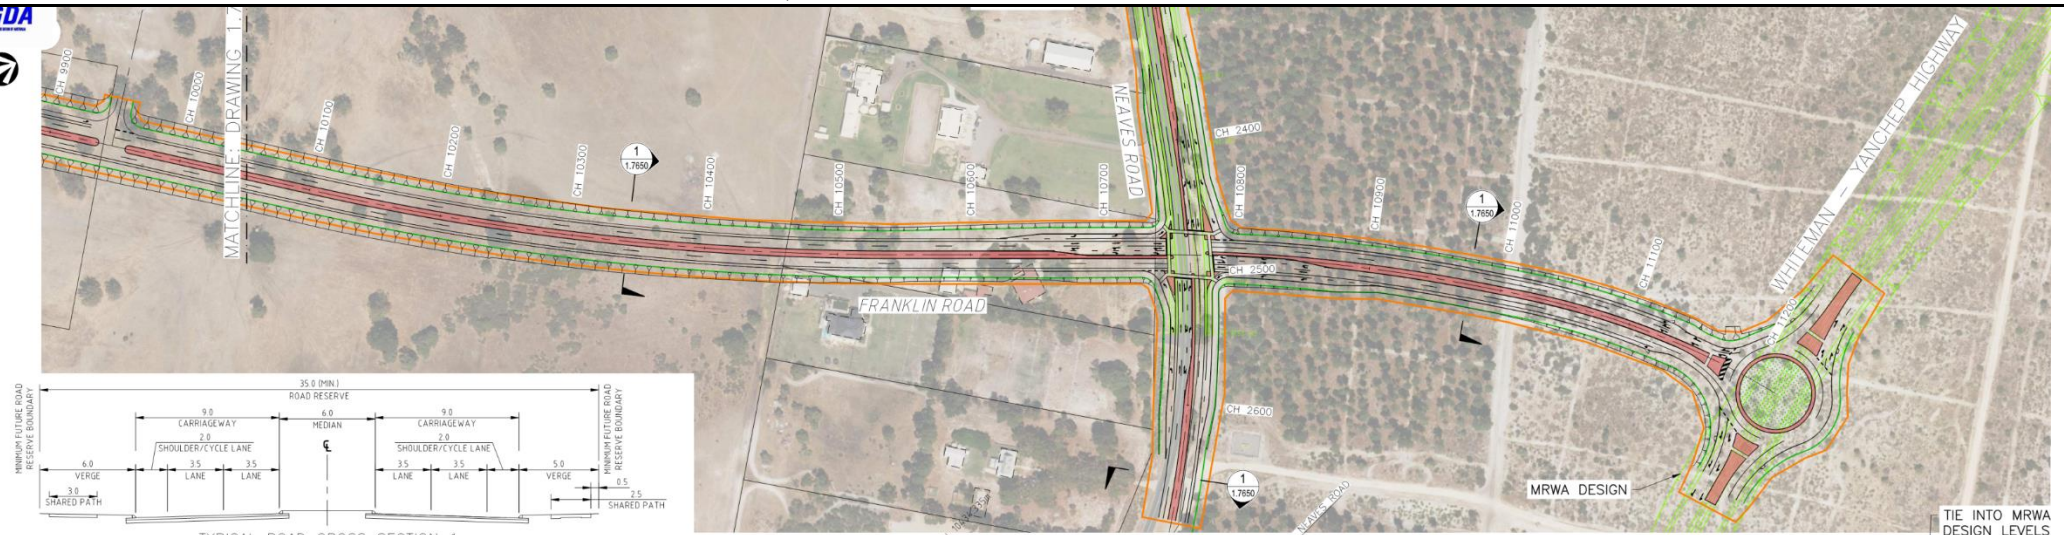 GDA
CH 9900
CH 10000
MATCHLINE: DRAWING 1.7
CH 10100
CH 10200
CH 10300
1
1.7650
CH 10400
CH 10500
CH 10600
CH 10700
NEAVES ROAD
CH 2400
CH 10800
CH 10900
1
1.7650
CH 11000
CH 11100
CH 11200
WHITEMAN - YANCHEP HIGHWAY
CH 2500
FRANKLIN ROAD
CH 2600
1
1.7650
NEAVES ROAD
MRWA DESIGN
TIE INTO MRWA
DESIGN LEVELS
35.0 (MIN.)
ROAD RESERVE
MINIMUM FUTURE ROAD
RESERVE BOUNDARY
9.0
CARRIAGEWAY
6.0
MEDIAN
9.0
CARRIAGEWAY
MINIMUM FUTURE ROAD
RESERVE BOUNDARY
2.0
SHOULDER/CYCLE LANE
2.0
SHOULDER/CYCLE LANE
6.0
VERGE
3.5
LANE
3.5
LANE
3.5
LANE
3.5
LANE
5.0
VERGE
3.0
SHARED PATH
0.5
2.5
SHARED PATH
TYPICAL ROAD CROSS SECTION 1